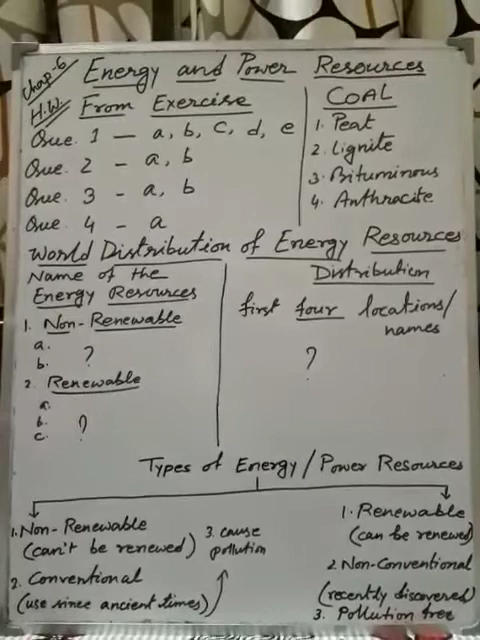 Chap-6
Energy and Power Resources
H.W. From Exercise
Que. 1 — a, b, c, d, e
Que. 2 - a, b
Que. 3 - a, b
Que. 4 - a
COAL
1. Peat
2. Lignite
3. Bituminous
4. Anthracite
World Distribution of Energy Resources
Name of the
Energy Resources
1. Non-Renewable
a.
b. ?
2. Renewable
a.
b. ?
c.
Distribution
first four locations/
names
?
Types of Energy/Power Resources
1. Non-Renewable
(can't be renewed)
2. Conventional
(use since ancient times)
3. cause
pollution
1. Renewable
(can be renewed)
2 Non-Conventional
(recently discovered)
3. Pollution free